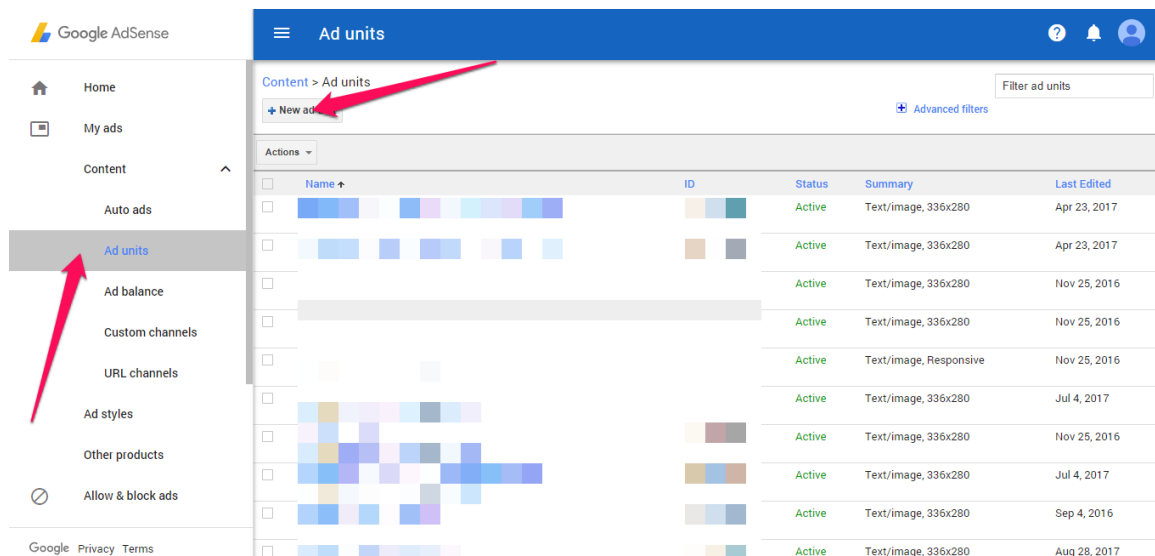 Google AdSense
Ad units
Home
My ads
Content
Auto ads
Ad units
Ad balance
Custom channels
URL channels
Ad styles
Other products
Allow & block ads
Google Privacy Terms
Content > Ad units
Filter ad units
+ New ad
Advanced filters
Actions
Name ID Status Summary Last Edited
Active Text/image, 336x280 Apr 23, 2017
Active Text/image, 336x280 Apr 23, 2017
Active Text/image, 336x280 Nov 25, 2016
Active Text/image, 336x280 Nov 25, 2016
Active Text/image, Responsive Nov 25, 2016
Active Text/image, 336x280 Jul 4, 2017
Active Text/image, 336x280 Nov 25, 2016
Active Text/image, 336x280 Jul 4, 2017
Active Text/image, 336x280 Sep 4, 2016
Active Text/image, 336x280 Aug 28, 2017